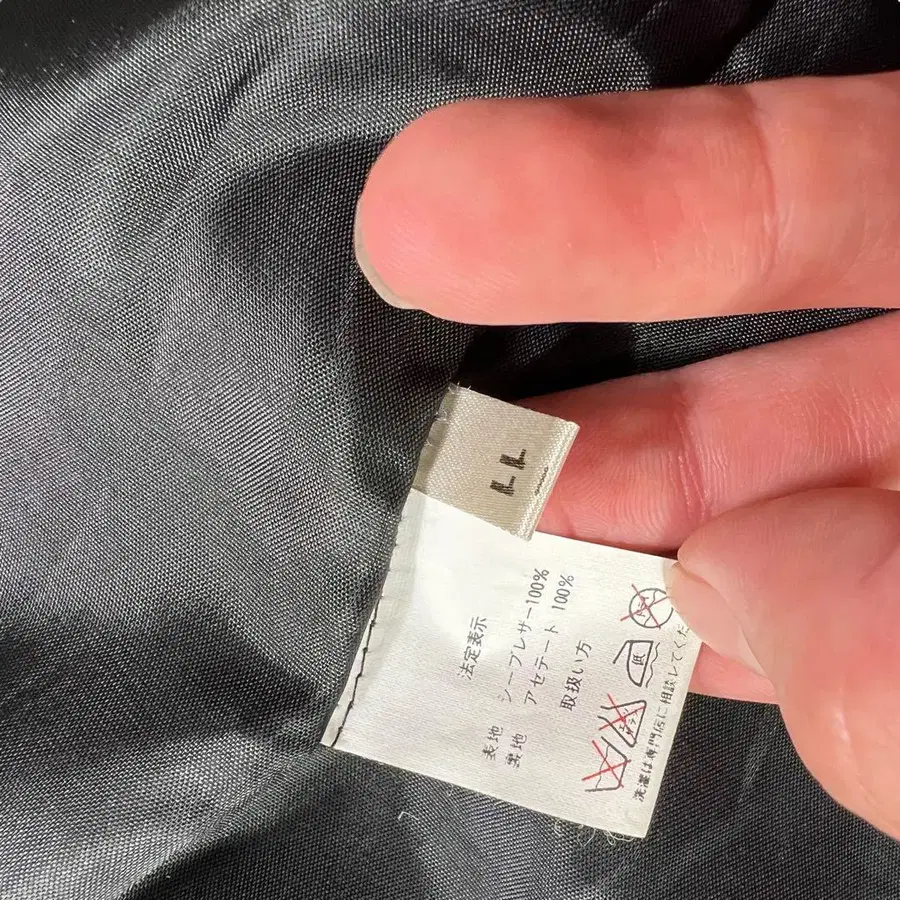 LL
法定表示
表地 シープレザー100%
裏地 アセテート 100%
取扱い方
低
洗濯は専門店に相談してくだ